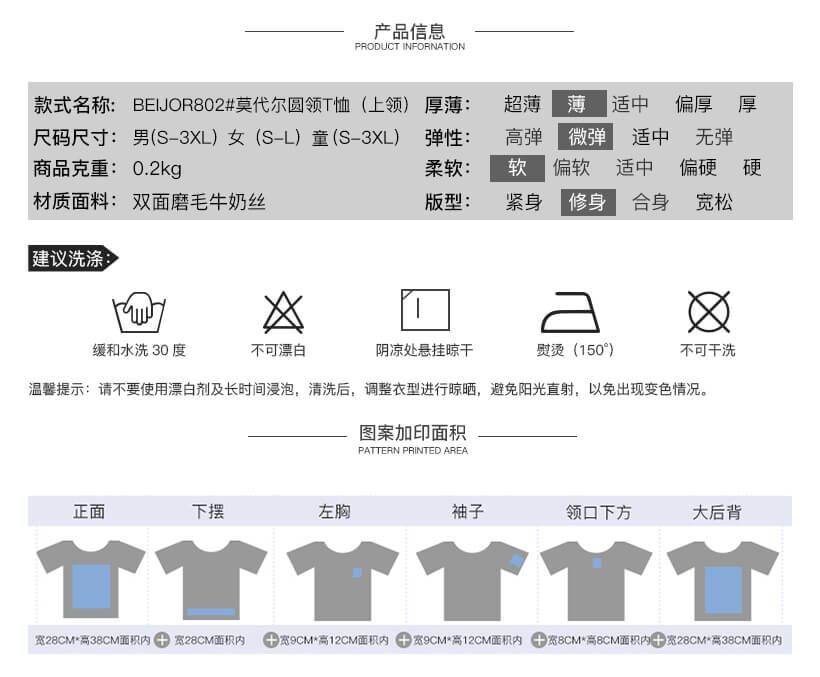 产品信息
PRODUCT INFORNATION
款式名称: BEIJOR802#莫代尔圆领T恤（上领） 厚薄: 超薄 薄 适中 偏厚 厚
尺码尺寸: 男(S-3XL) 女（S-L）童(S-3XL) 弹性: 高弹 微弹 适中 无弹
商品克重: 0.2kg 柔软: 软 偏软 适中 偏硬 硬
材质面料: 双面磨毛牛奶丝 版型: 紧身 修身 合身 宽松
建议洗涤:
缓和水洗 30 度 不可漂白 阴凉处悬挂晾干 熨烫（150°） 不可干洗
温馨提示：请不要使用漂白剂及长时间浸泡，清洗后，调整衣型进行晾晒，避免阳光直射，以免出现变色情况。
图案加印面积
PATTERN PRINTED AREA
正面 下摆 左胸 袖子 领口下方 大后背
宽28CM*高38CM面积内 宽28CM面积内 宽9CM*高12CM面积内 宽9CM*高12CM面积内 宽8CM*高8CM面积内 宽28CM*高38CM面积内